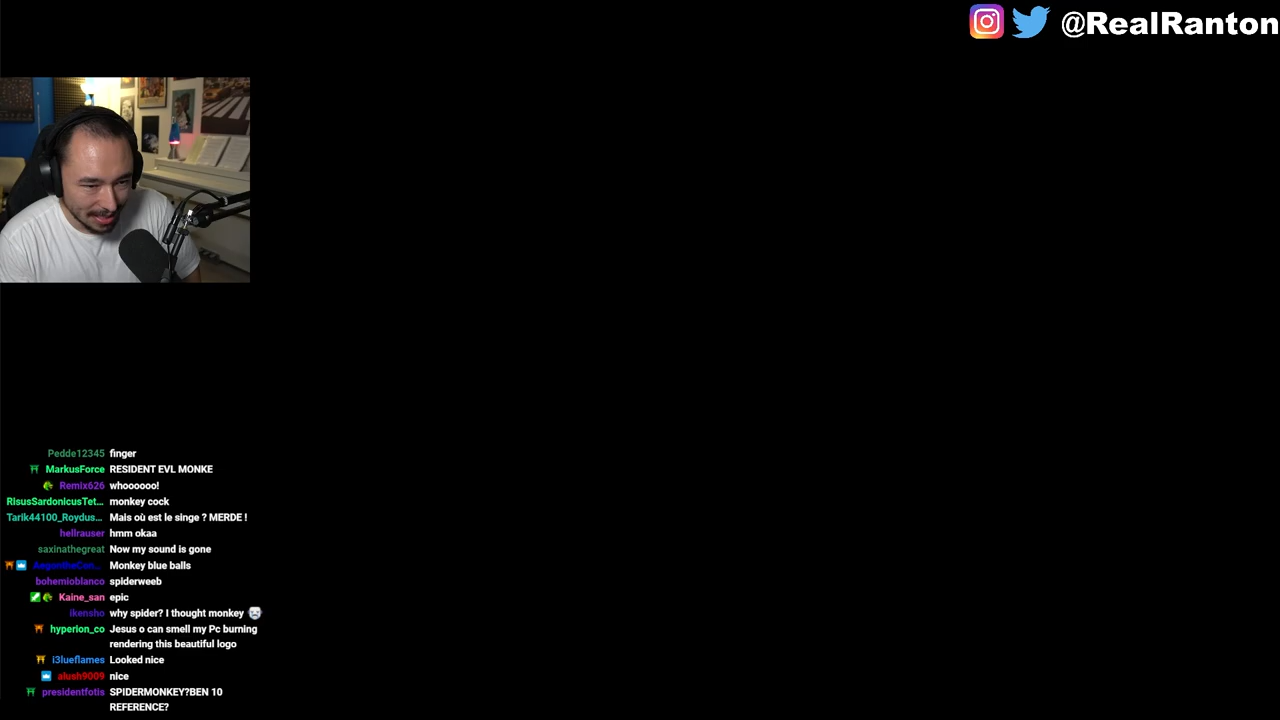 @RealRanton
Pedde12345 finger
MarkusForce RESIDENT EVL MONKE
Remix626 whoooooo!
RisusSardonicusTet... monkey cock
Tarik44100_Roydus... Mais où est le singe ? MERDE !
hellrauser hmm okaa
saxinathegreat Now my sound is gone
Monkey blue balls
bohemioblanco spiderweeb
Kaine_san epic
ikensho why spider? I thought monkey
hyperion_co Jesus o can smell my Pc burning
rendering this beautiful logo
i3lueflames Looked nice
alush9009 nice
presidentfotis SPIDERMONKEY?BEN 10
REFERENCE?